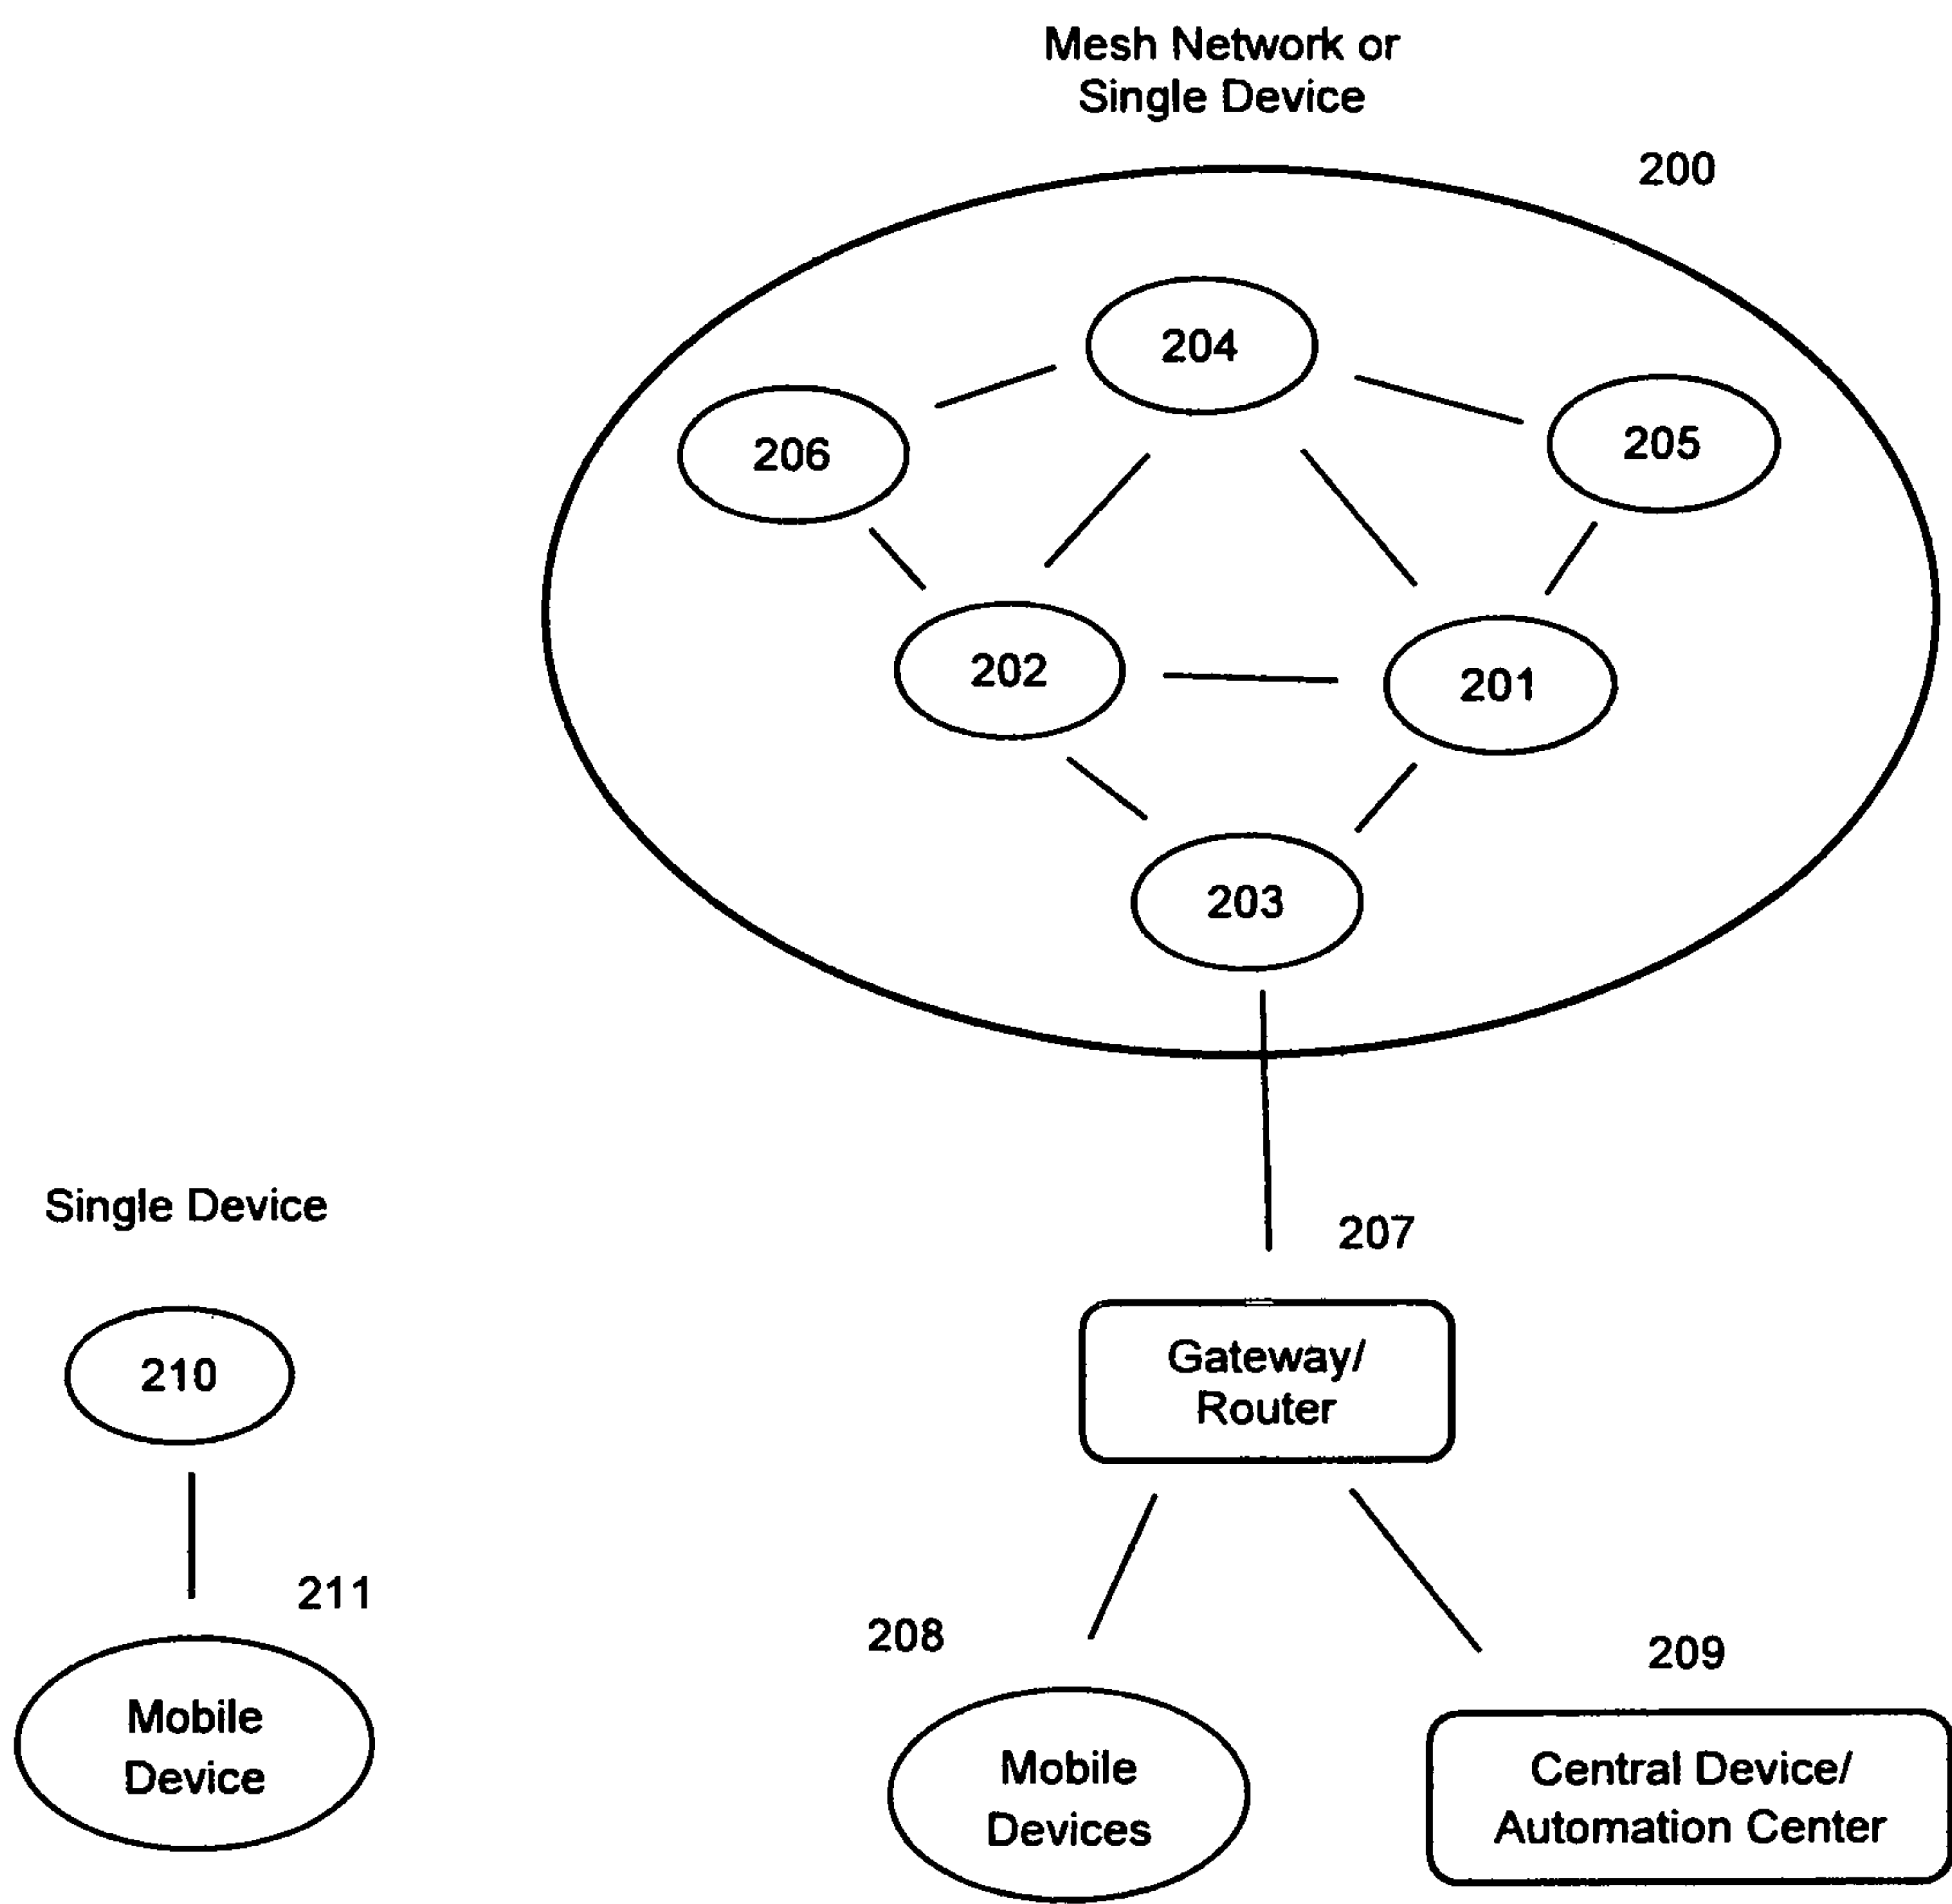 Mesh Network or
Single Device
200
204
205
206
202
201
203
Single Device
207
Gateway/
Router
210
211
208
209
Mobile
Device
Mobile
Devices
Central Device/
Automation Center